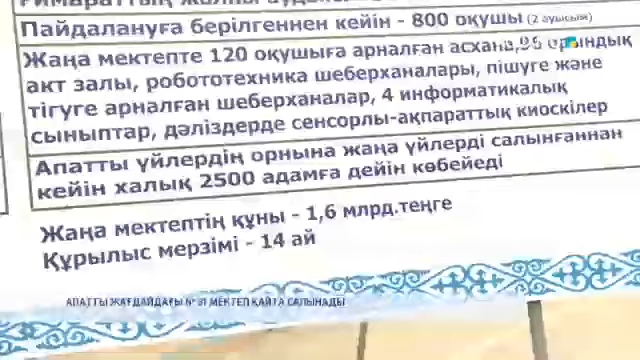 Ғимараттың жалпы
Пайдалануға берілгеннен кейін - 800 оқушы (2 ауысым)
Жаңа мектепте 120 оқушыға арналған асхана, орындық
акт залы, робототехника шеберханалары, пішуге және
тігуге арналған шеберханалар, 4 информатикалық
сыныптар, дәліздерде сенсорлы-ақпараттық киоскілер
Апатты үйлердің орнына жаңа үйлерді салынғаннан
кейін халық 2500 адамға дейін көбейеді
Жаңа мектептің құны - 1,6 млрд.теңге
Құрылыс мерзімі - 14 ай
АПАТТЫ ЖАҒДАЙДАҒЫ № 31 МЕКТЕП ҚАЙТА САЛЫНАДЫ